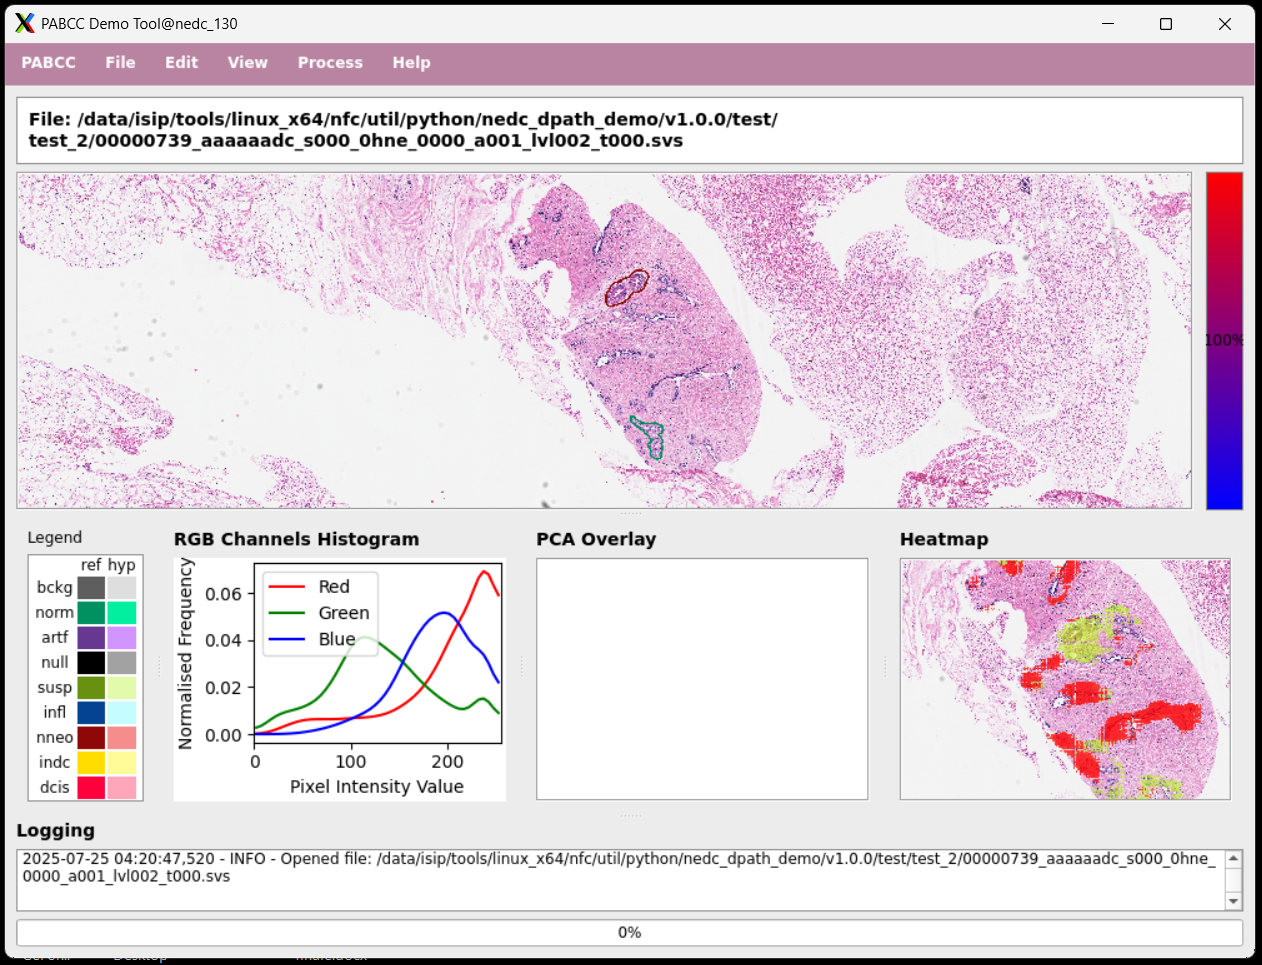 PABCC Demo Tool@nedc_130
PABCC File Edit View Process Help
File: /data/isip/tools/linux_x64/nfc/util/python/nedc_dpath_demo/v1.0.0/test/
test_2/00000739_aaaaaadc_s000_0hne_0000_a001_lvl002_t000.svs
100%
Legend
ref hyp
bckg
norm
artf
null
susp
infl
nneo
indc
dcis
RGB Channels Histogram
Normalised Frequency
0.06
0.04
0.02
0.00
Red
Green
Blue
0 100 200
Pixel Intensity Value
PCA Overlay
Heatmap
Logging
2025-07-25 04:20:47,520 - INFO - Opened file: /data/isip/tools/linux_x64/nfc/util/python/nedc_dpath_demo/v1.0.0/test/test_2/00000739_aaaaaadc_s000_0hne_
0000_a001_lvl002_t000.svs
0%